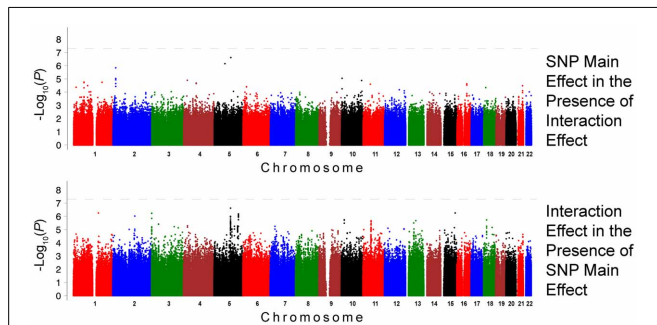 8
7
6
5
4
3
2
1
0
-Log10(P)
1 2 3 4 5 6 7 8 9 10 11 12 13 14 15 16 17 18 19 20 21 22
Chromosome
SNP Main
Effect in the
Presence of
Interaction
Effect
8
7
6
5
4
3
2
1
0
-Log10(P)
1 2 3 4 5 6 7 8 9 10 11 12 13 14 15 16 17 18 19 20 21 22
Chromosome
Interaction
Effect in the
Presence of
SNP Main
Effect